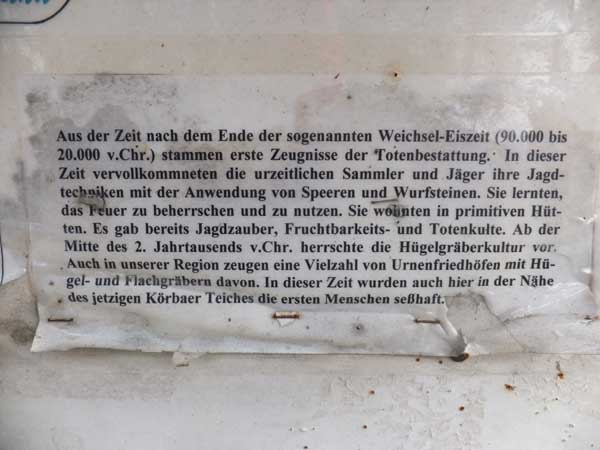 Aus der Zeit nach dem Ende der sogenannten Weichsel-Eiszeit (90.000 bis
20.000 v.Chr.) stammen erste Zeugnisse der Totenbestattung. In dieser
Zeit vervollkommneten die urzeitlichen Sammler und Jäger ihre Jagd-
techniken mit der Anwendung von Speeren und Wurfsteinen. Sie lernten,
das Feuer zu beherrschen und zu nutzen. Sie wohnten in primitiven Hüt-
ten. Es gab bereits Jagdzauber, Fruchtbarkeits- und Totenkulte. Ab der
Mitte des 2. Jahrtausends v.Chr. herrschte die Hügelgräberkultur vor.
Auch in unserer Region zeugen eine Vielzahl von Urnenfriedhöfen mit Hü-
gel- und Flachgräbern davon. In dieser Zeit wurden auch hier in der Nähe
des jetzigen Körbaer Teiches die ersten Menschen seßhaft.